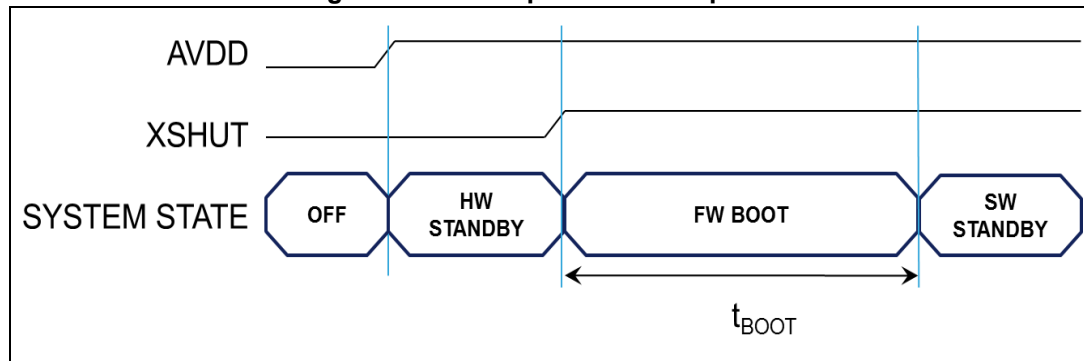 AVDD
XSHUT
SYSTEM STATE
OFF
HW
STANDBY
FW BOOT
SW
STANDBY
tBOOT